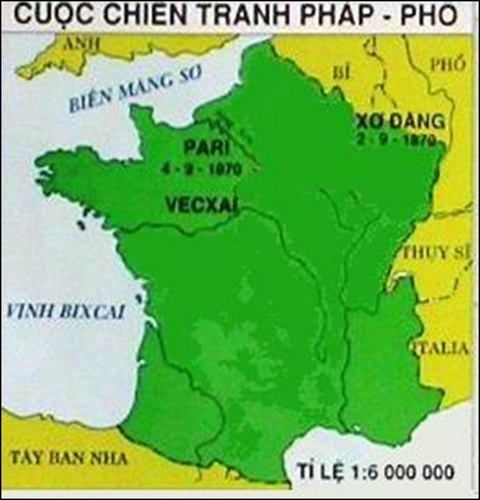 CUỘC CHIẾN TRANH PHÁP - PHỔ
ANH
BIỂN MĂNG SƠ
BỈ
PHỔ
XƠ ĐĂNG
2 - 9 - 1870
PARI
4 - 9 - 1870
VECXAI
THỤY SĨ
VỊNH BIXCAI
ITALIA
TÂY BAN NHA
TỈ LỆ 1:6 000 000